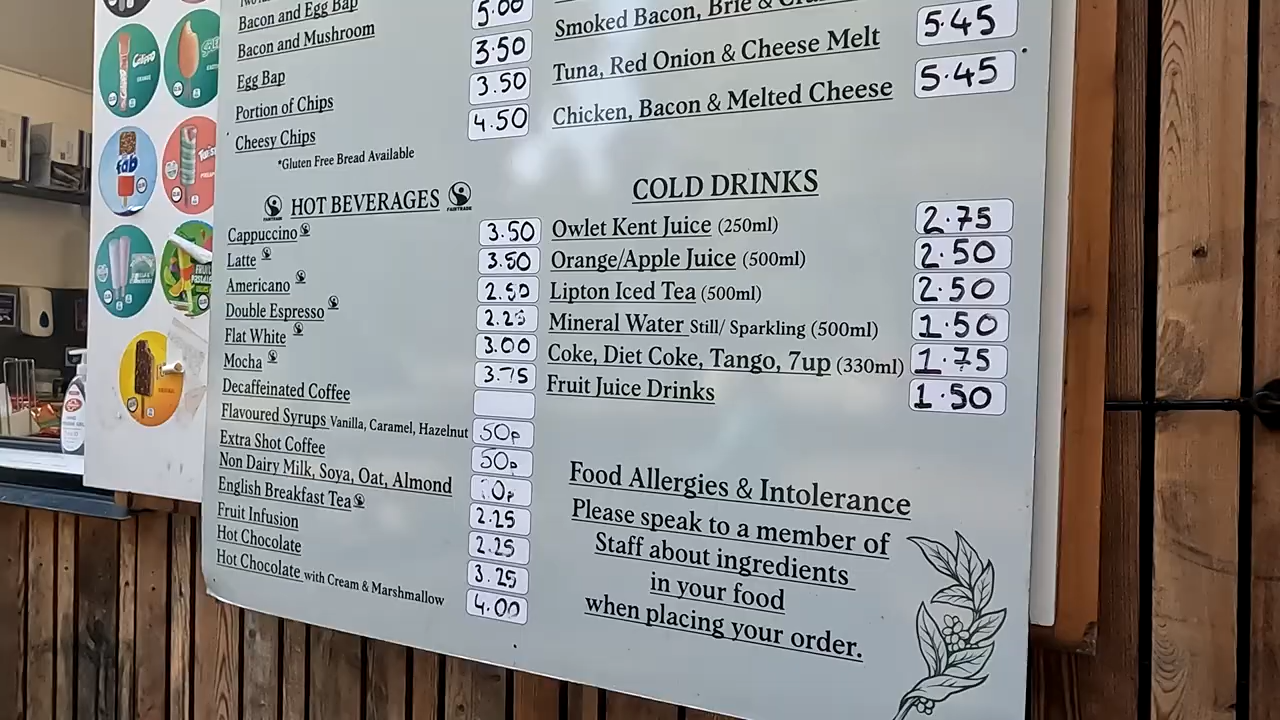 Bacon and Egg Bap
5.00
Bacon and Mushroom
3.50
Egg Bap
3.50
Portion of Chips
4.50
Cheesy Chips
*Gluten Free Bread Available
Smoked Bacon, Brie &
5.45
Tuna, Red Onion & Cheese Melt
5.45
Chicken, Bacon & Melted Cheese
HOT BEVERAGES
FAIRTRADE
FAIRTRADE
Cappuccino 3.50
Latte 3.50
Americano 2.50
Double Espresso 2.25
Flat White 3.00
Mocha 3.75
Decaffeinated Coffee
Flavoured Syrups Vanilla, Caramel, Hazelnut 50p
Extra Shot Coffee 50p
Non Dairy Milk, Soya, Oat, Almond
English Breakfast Tea 2.25
Fruit Infusion 2.25
Hot Chocolate 3.25
Hot Chocolate with Cream & Marshmallow 4.00
COLD DRINKS
Owlet Kent Juice (250ml) 2.75
Orange/Apple Juice (500ml) 2.50
Lipton Iced Tea (500ml) 2.50
Mineral Water Still/ Sparkling (500ml) 1.50
Coke, Diet Coke, Tango, 7up (330ml) 1.75
Fruit Juice Drinks 1.50
Food Allergies & Intolerance
Please speak to a member of
Staff about ingredients
in your food
when placing your order.
Calippo
fab